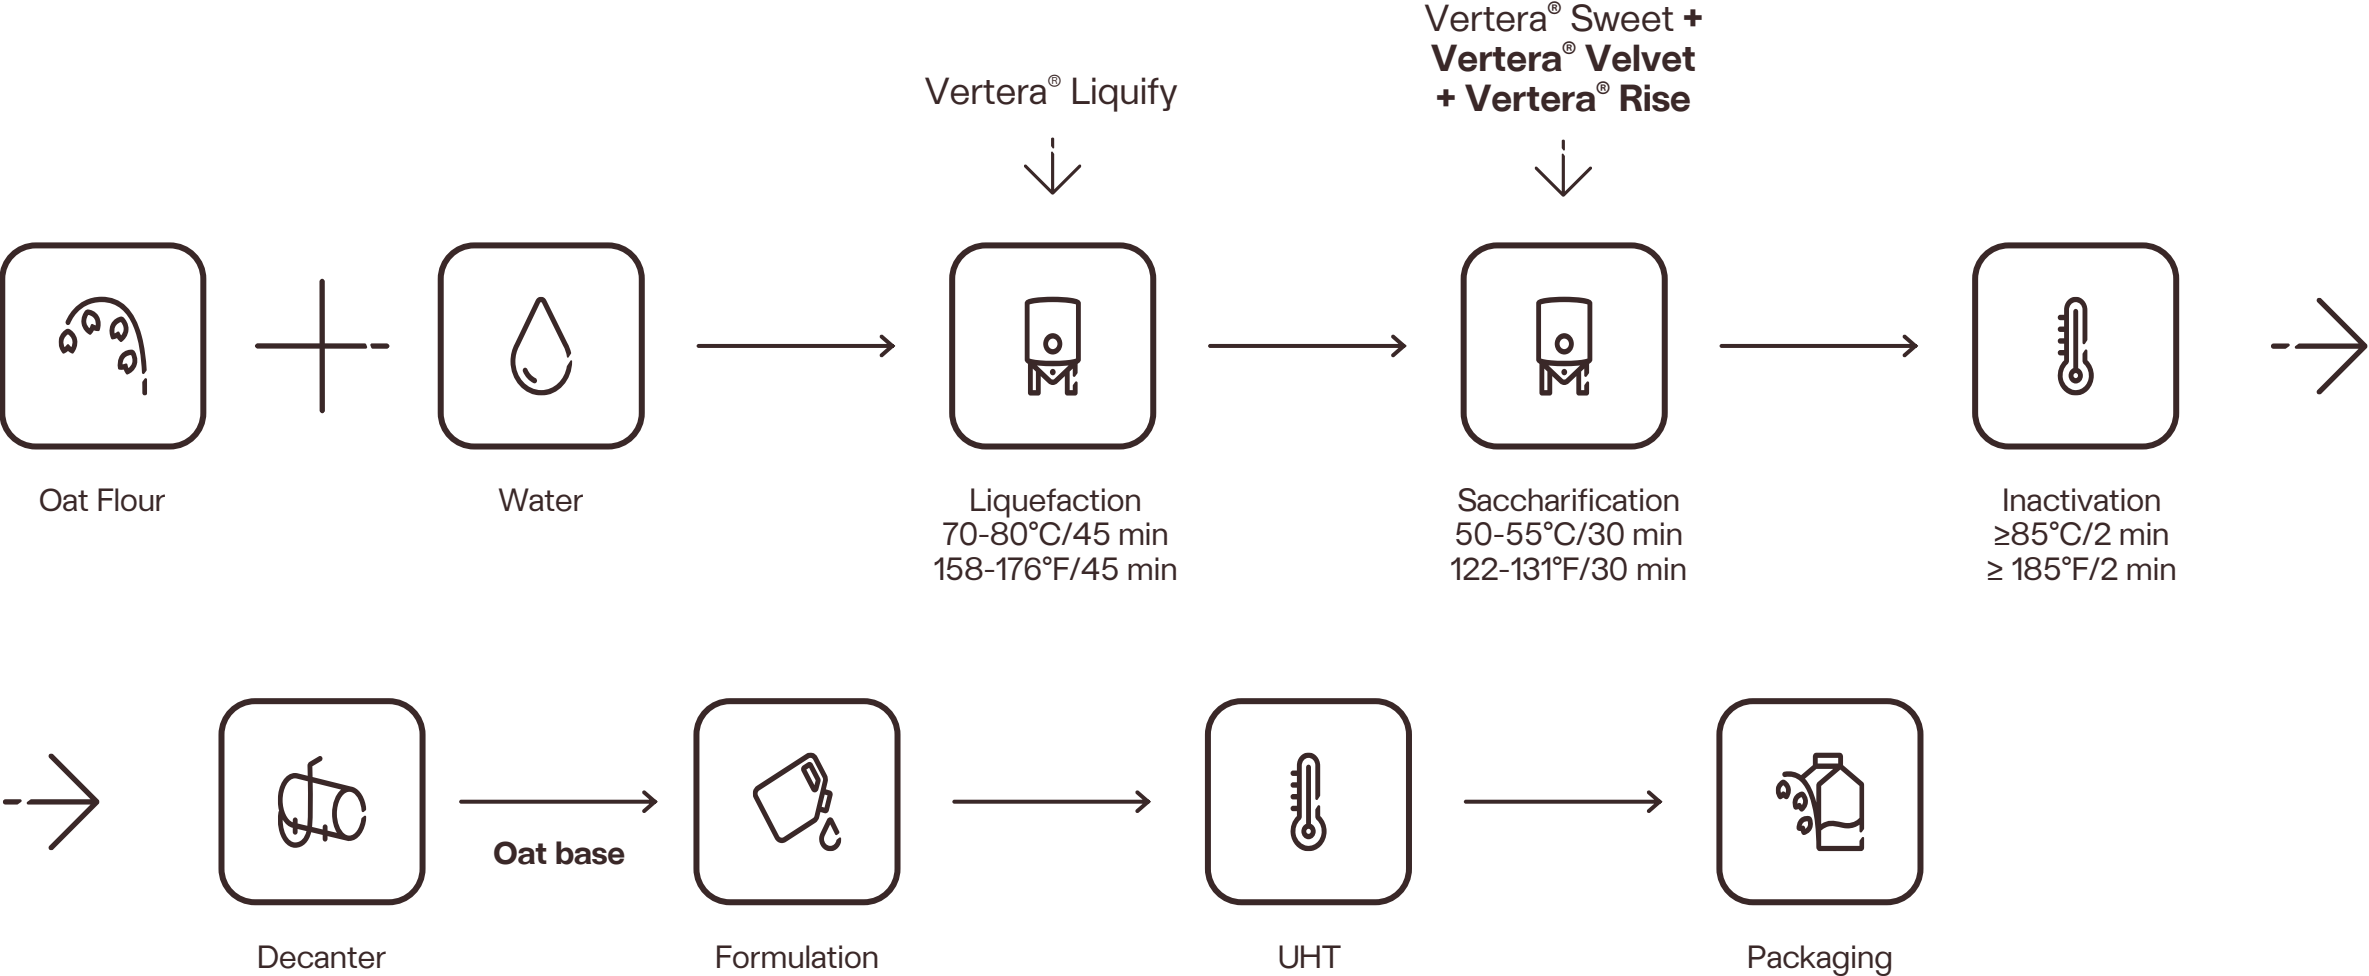 Vertera® Sweet +
Vertera® Velvet
+ Vertera® Rise
Vertera® Liquify
Oat Flour
Water
Liquefaction
70-80°C/45 min
158-176°F/45 min
Saccharification
50-55°C/30 min
122-131°F/30 min
Inactivation
≥85°C/2 min
≥ 185°F/2 min
Oat base
Decanter
Formulation
UHT
Packaging